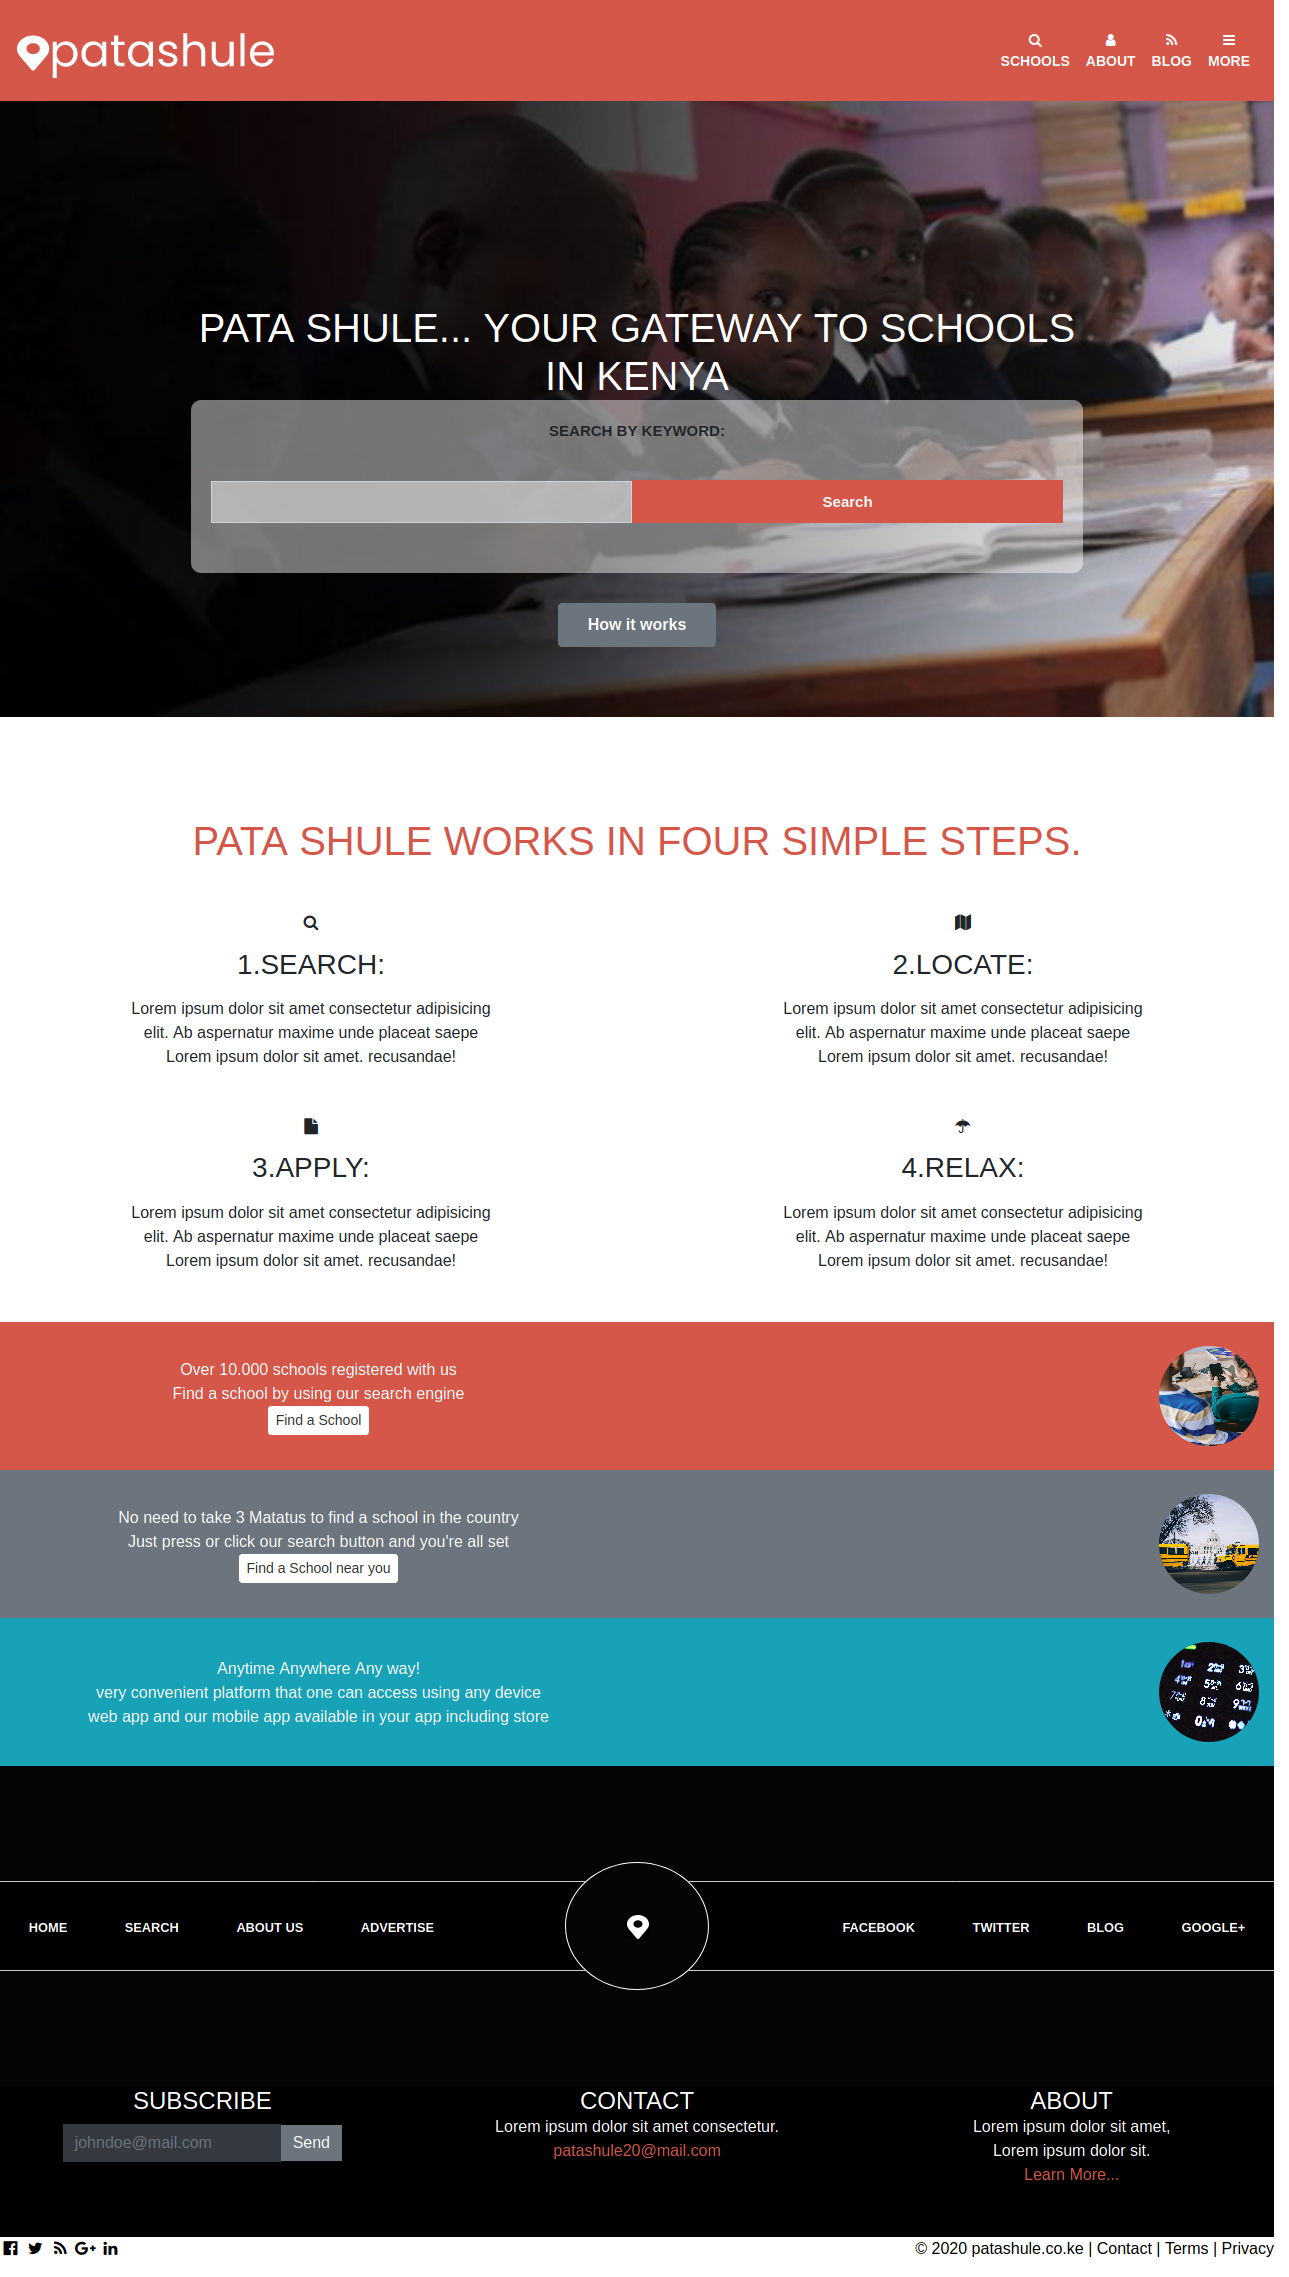 patashule
SCHOOLS ABOUT BLOG MORE
PATA SHULE... YOUR GATEWAY TO SCHOOLS
IN KENYA
SEARCH BY KEYWORD:
Search
How it works
PATA SHULE WORKS IN FOUR SIMPLE STEPS.
1.SEARCH:
Lorem ipsum dolor sit amet consectetur adipisicing
elit. Ab aspernatur maxime unde placeat saepe
Lorem ipsum dolor sit amet. recusandae!
2.LOCATE:
Lorem ipsum dolor sit amet consectetur adipisicing
elit. Ab aspernatur maxime unde placeat saepe
Lorem ipsum dolor sit amet. recusandae!
3.APPLY:
Lorem ipsum dolor sit amet consectetur adipisicing
elit. Ab aspernatur maxime unde placeat saepe
Lorem ipsum dolor sit amet. recusandae!
4.RELAX:
Lorem ipsum dolor sit amet consectetur adipisicing
elit. Ab aspernatur maxime unde placeat saepe
Lorem ipsum dolor sit amet. recusandae!
Over 10.000 schools registered with us
Find a school by using our search engine
Find a School
No need to take 3 Matatus to find a school in the country
Just press or click our search button and you're all set
Find a School near you
Anytime Anywhere Any way!
very convenient platform that one can access using any device
web app and our mobile app available in your app including store
HOME SEARCH ABOUT US ADVERTISE
FACEBOOK TWITTER BLOG GOOGLE+
SUBSCRIBE
johndoe@mail.com Send
CONTACT
Lorem ipsum dolor sit amet consectetur.
patashule20@mail.com
ABOUT
Lorem ipsum dolor sit amet,
Lorem ipsum dolor sit.
Learn More...
© 2020 patashule.co.ke | Contact | Terms | Privacy